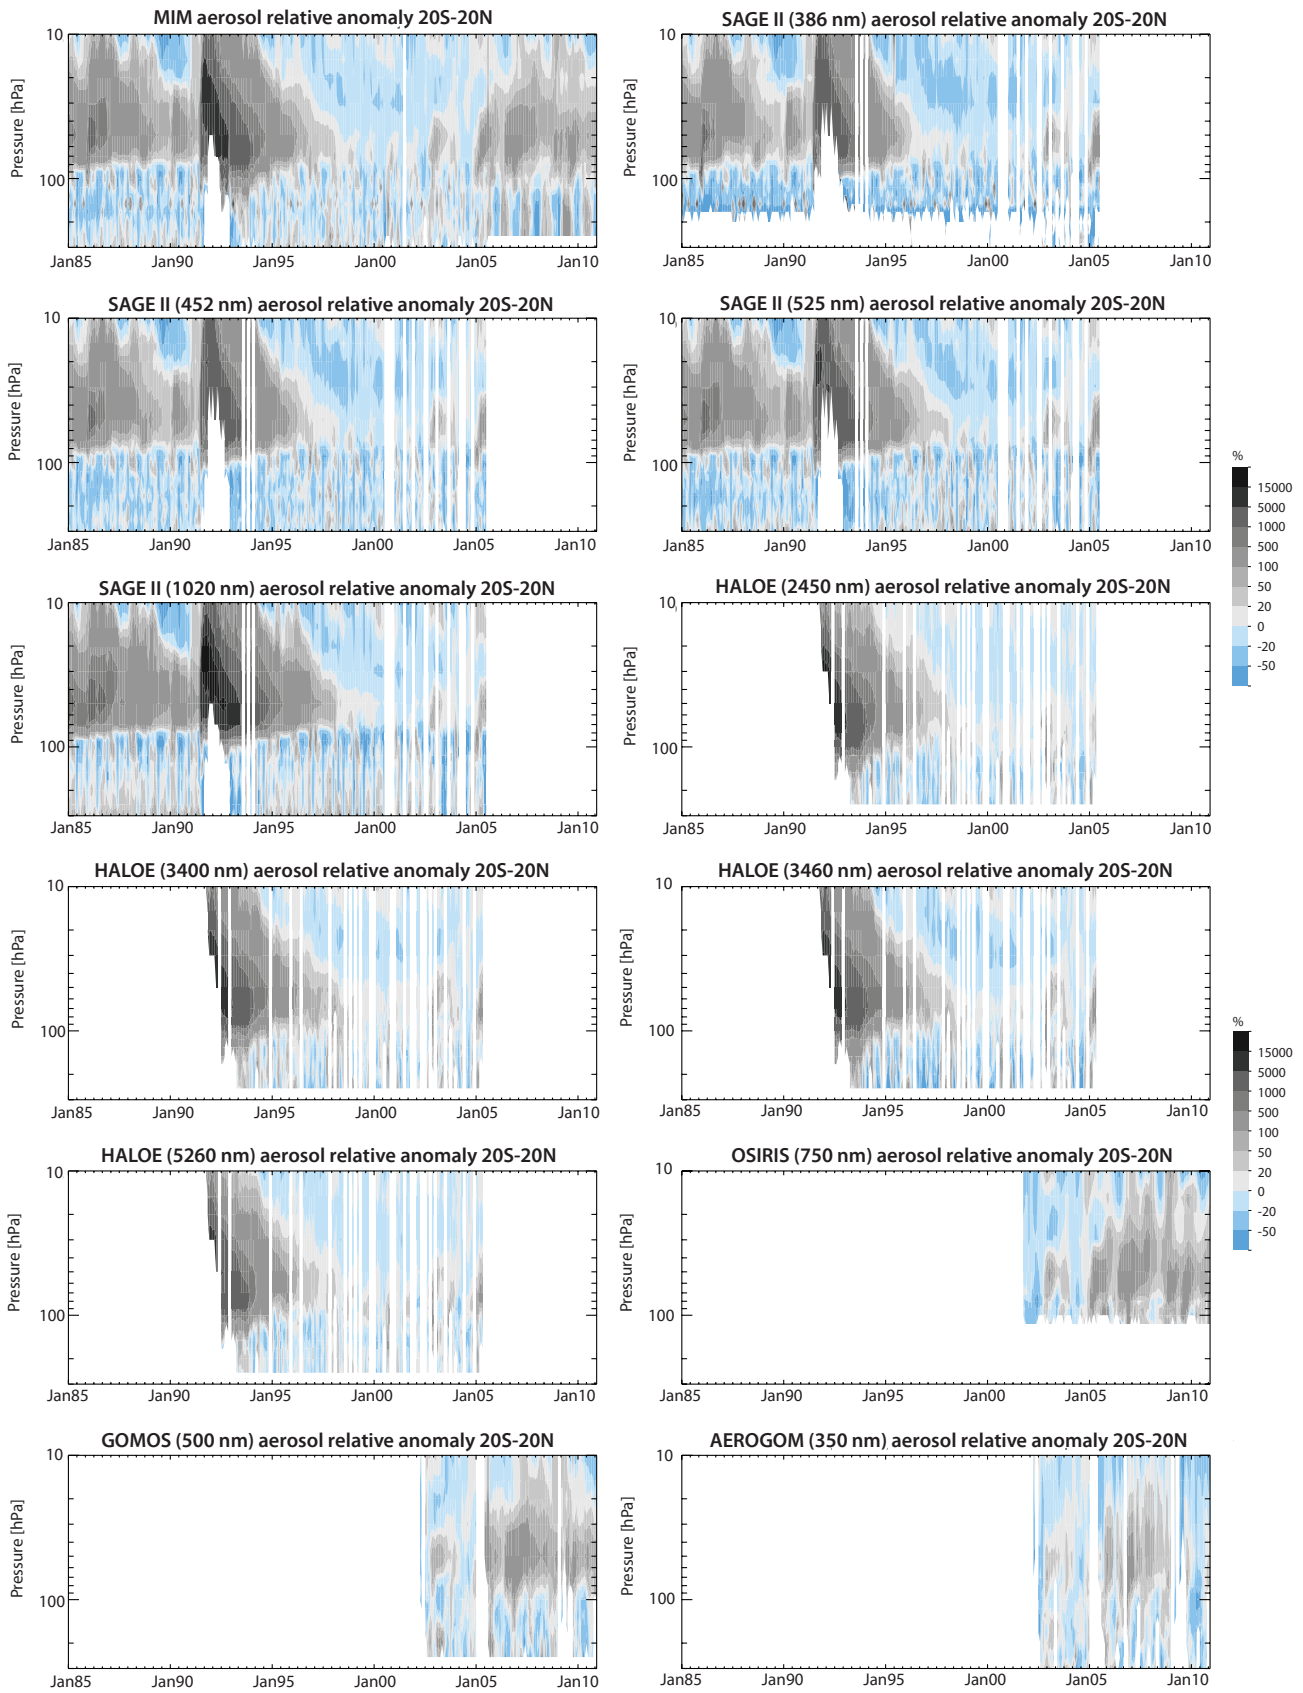 MIM aerosol relative anomaly 20S-20N
Pressure [hPa]
10
100
Jan85 Jan90 Jan95 Jan00 Jan05 Jan10
SAGE II (386 nm) aerosol relative anomaly 20S-20N
Pressure [hPa]
10
100
Jan85 Jan90 Jan95 Jan00 Jan05 Jan10
SAGE II (452 nm) aerosol relative anomaly 20S-20N
Pressure [hPa]
10
100
Jan85 Jan90 Jan95 Jan00 Jan05 Jan10
SAGE II (525 nm) aerosol relative anomaly 20S-20N
Pressure [hPa]
10
100
Jan85 Jan90 Jan95 Jan00 Jan05 Jan10
%
15000
5000
1000
500
100
50
20
0
-20
-50
SAGE II (1020 nm) aerosol relative anomaly 20S-20N
Pressure [hPa]
10
100
Jan85 Jan90 Jan95 Jan00 Jan05 Jan10
HALOE (2450 nm) aerosol relative anomaly 20S-20N
Pressure [hPa]
10
100
Jan85 Jan90 Jan95 Jan00 Jan05 Jan10
HALOE (3400 nm) aerosol relative anomaly 20S-20N
Pressure [hPa]
10
100
Jan85 Jan90 Jan95 Jan00 Jan05 Jan10
HALOE (3460 nm) aerosol relative anomaly 20S-20N
Pressure [hPa]
10
100
Jan85 Jan90 Jan95 Jan00 Jan05 Jan10
%
15000
5000
1000
500
100
50
20
0
-20
-50
HALOE (5260 nm) aerosol relative anomaly 20S-20N
Pressure [hPa]
10
100
Jan85 Jan90 Jan95 Jan00 Jan05 Jan10
OSIRIS (750 nm) aerosol relative anomaly 20S-20N
Pressure [hPa]
10
100
Jan85 Jan90 Jan95 Jan00 Jan05 Jan10
GOMOS (500 nm) aerosol relative anomaly 20S-20N
Pressure [hPa]
10
100
Jan85 Jan90 Jan95 Jan00 Jan05 Jan10
AEROGOM (350 nm) aerosol relative anomaly 20S-20N
Pressure [hPa]
10
100
Jan85 Jan90 Jan95 Jan00 Jan05 Jan10